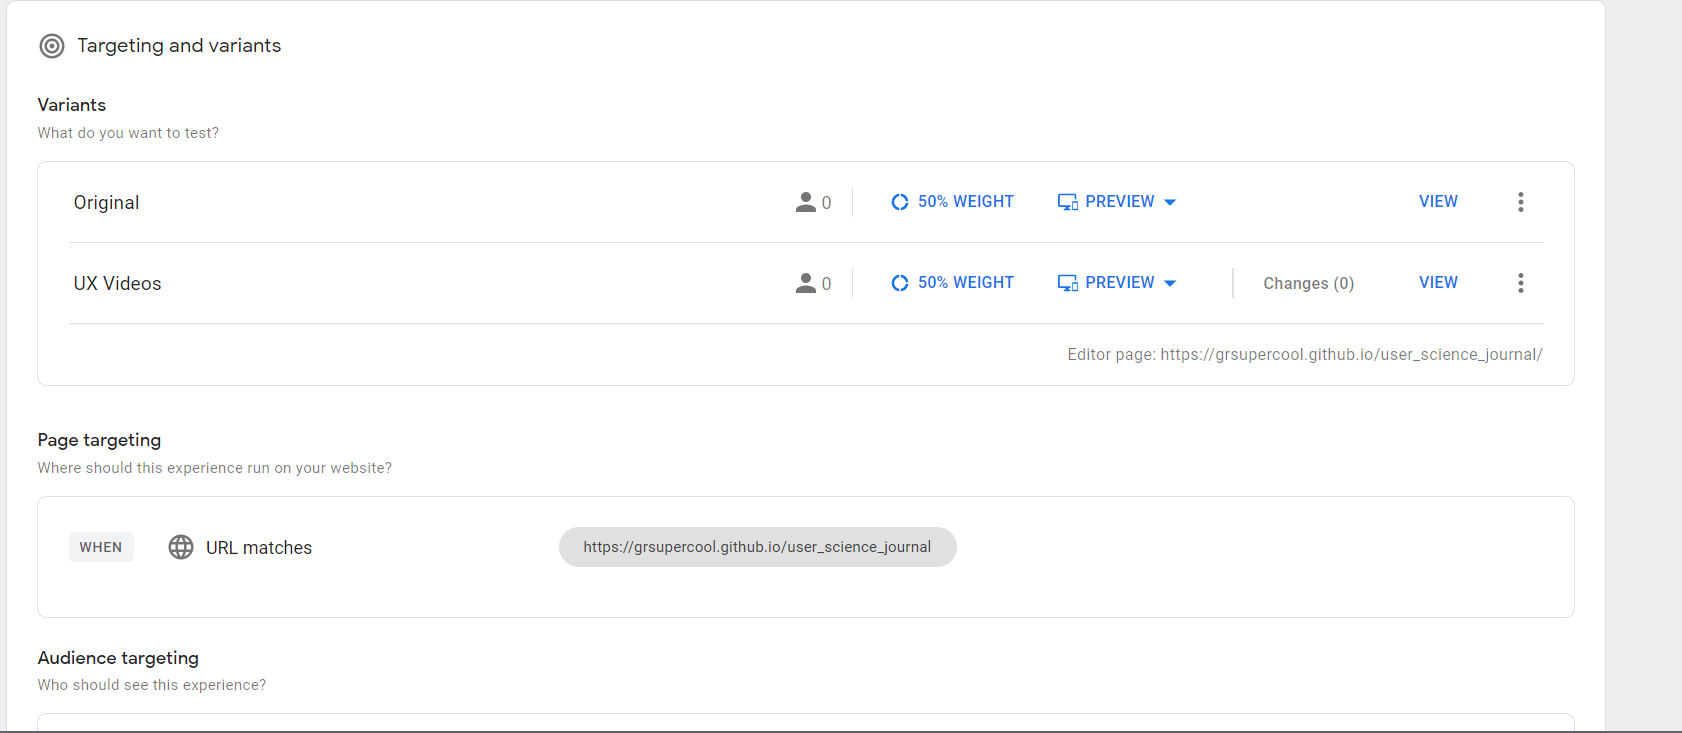 Targeting and variants
Variants
What do you want to test?
Original 0 50% WEIGHT PREVIEW VIEW
UX Videos 0 50% WEIGHT PREVIEW Changes (0) VIEW
Editor page: https://grsupercool.github.io/user_science_journal/
Page targeting
Where should this experience run on your website?
WHEN URL matches https://grsupercool.github.io/user_science_journal
Audience targeting
Who should see this experience?